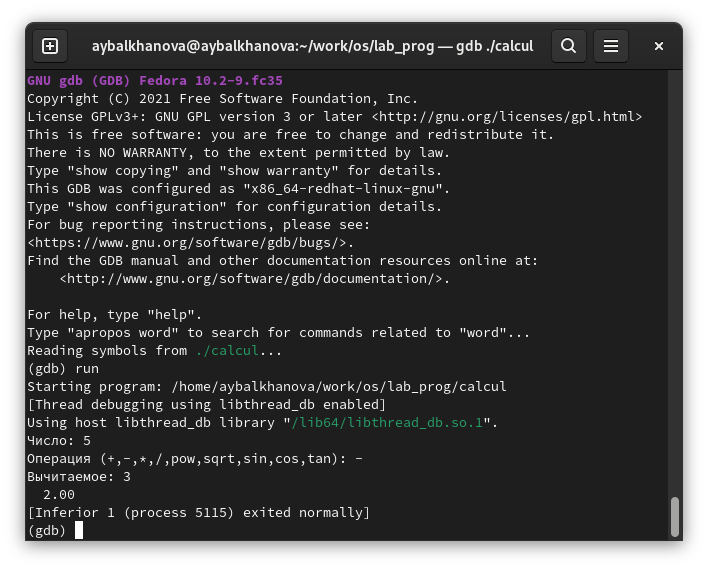 aybalkhanova@aybalkhanova:~/work/os/lab_prog — gdb ./calcul
GNU gdb (GDB) Fedora 10.2-9.fc35
Copyright (C) 2021 Free Software Foundation, Inc.
License GPLv3+: GNU GPL version 3 or later <http://gnu.org/licenses/gpl.html>
This is free software: you are free to change and redistribute it.
There is NO WARRANTY, to the extent permitted by law.
Type "show copying" and "show warranty" for details.
This GDB was configured as "x86_64-redhat-linux-gnu".
Type "show configuration" for configuration details.
For bug reporting instructions, please see:
<https://www.gnu.org/software/gdb/bugs/>.
Find the GDB manual and other documentation resources online at:
    <http://www.gnu.org/software/gdb/documentation/>.

For help, type "help".
Type "apropos word" to search for commands related to "word"...
Reading symbols from ./calcul...
(gdb) run
Starting program: /home/aybalkhanova/work/os/lab_prog/calcul
[Thread debugging using libthread_db enabled]
Using host libthread_db library "/lib64/libthread_db.so.1".
Число: 5
Операция (+,-,*,/,pow,sqrt,sin,cos,tan): -
Вычитаемое: 3
  2.00
[Inferior 1 (process 5115) exited normally]
(gdb)